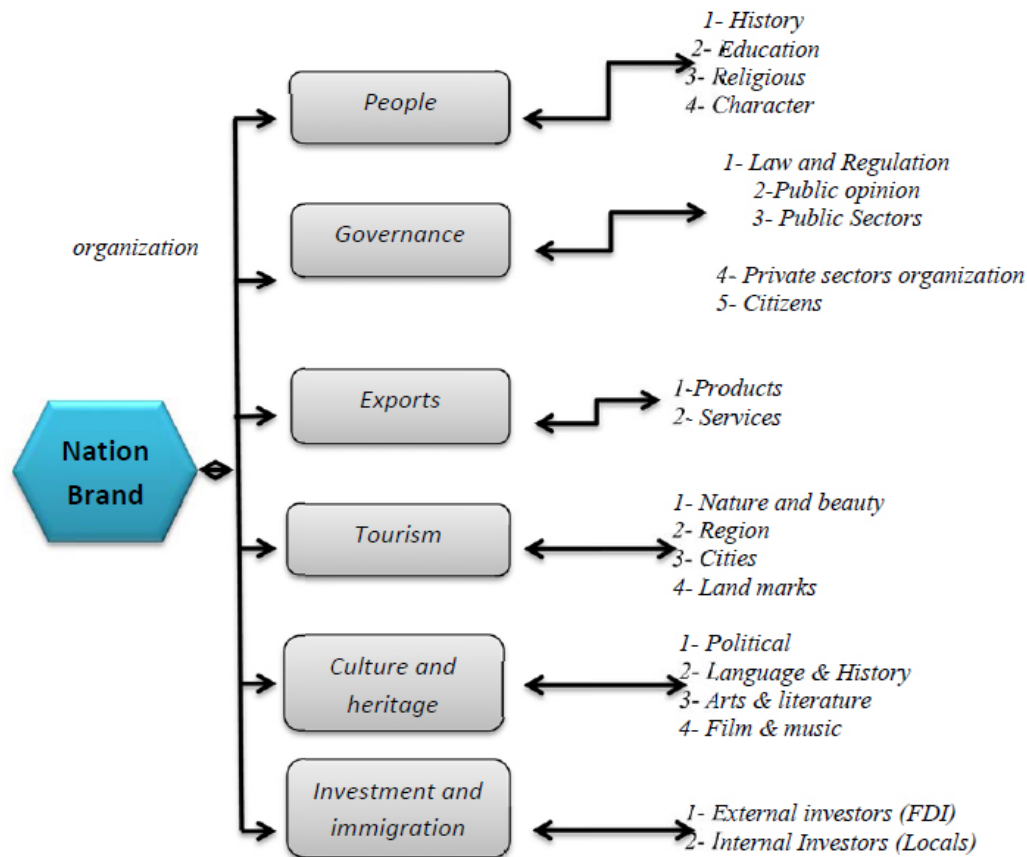 1- History
2- Education
3- Religious
4- Character
People
1- Law and Regulation
2-Public opinion
3- Public Sectors
4- Private sectors organization
5- Citizens
Governance
organization
Exports
1-Products
2- Services
Nation
Brand
Tourism
1- Nature and beauty
2- Region
3- Cities
4- Land marks
Culture and
heritage
1- Political
2- Language & History
3- Arts & literature
4- Film & music
Investment and
immigration
1- External investors (FDI)
2- Internal Investors (Locals)